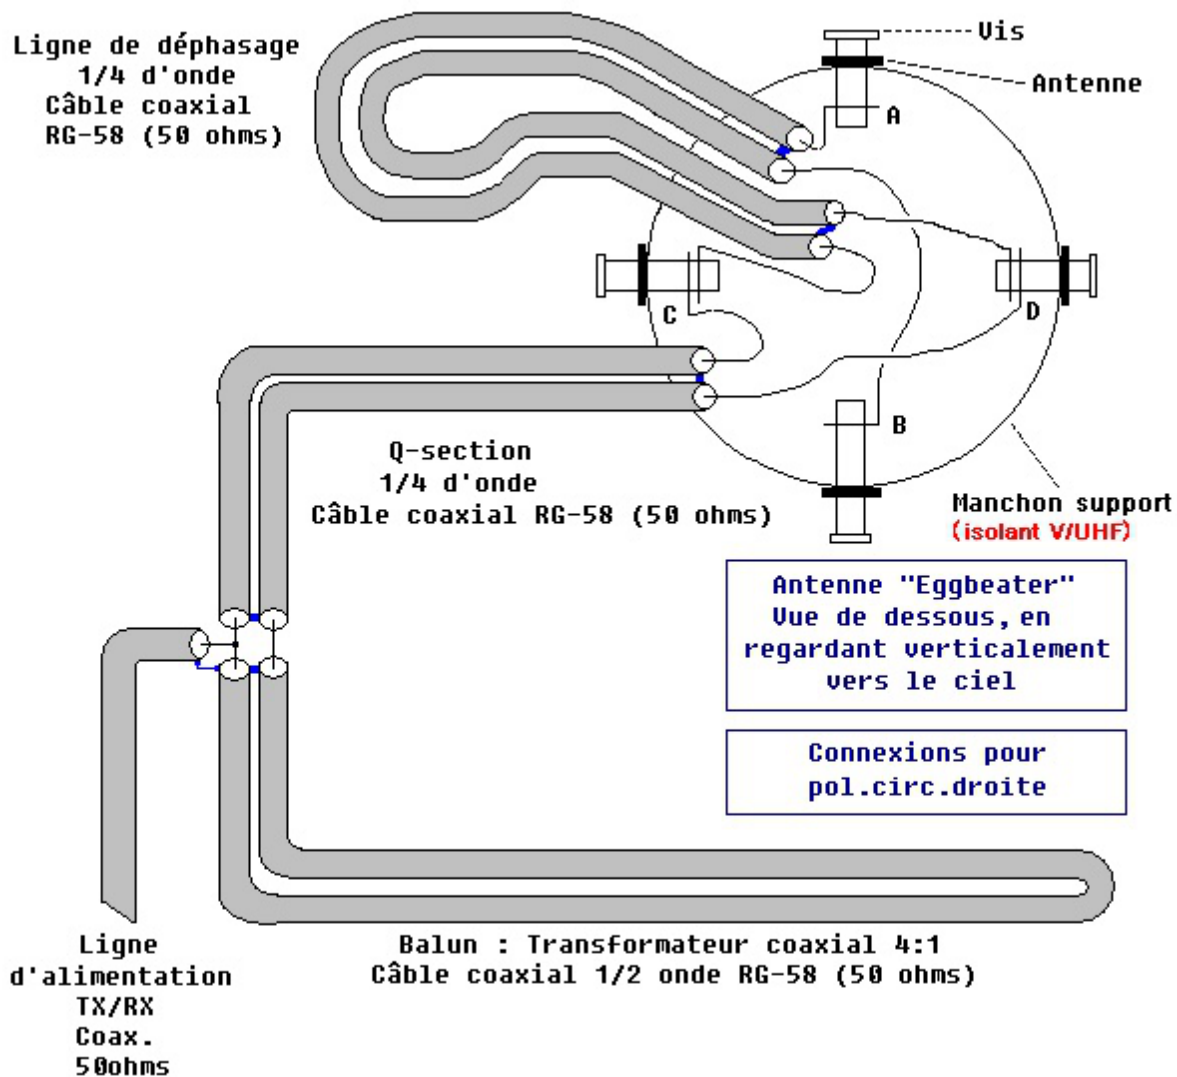 Ligne de déphasage
1/4 d'onde
Câble coaxial
RG-58 (50 ohms)
Vis
Antenne
A
C
D
B
Q-section
1/4 d'onde
Câble coaxial RG-58 (50 ohms)
Manchon support
(isolant V/UHF)
Antenne "Eggbeater"
Vue de dessous, en
regardant verticalement
vers le ciel
Connexions pour
pol.circ.droite
Ligne
d'alimentation
TX/RX
Coax.
50ohms
Balun : Transformateur coaxial 4:1
Câble coaxial 1/2 onde RG-58 (50 ohms)